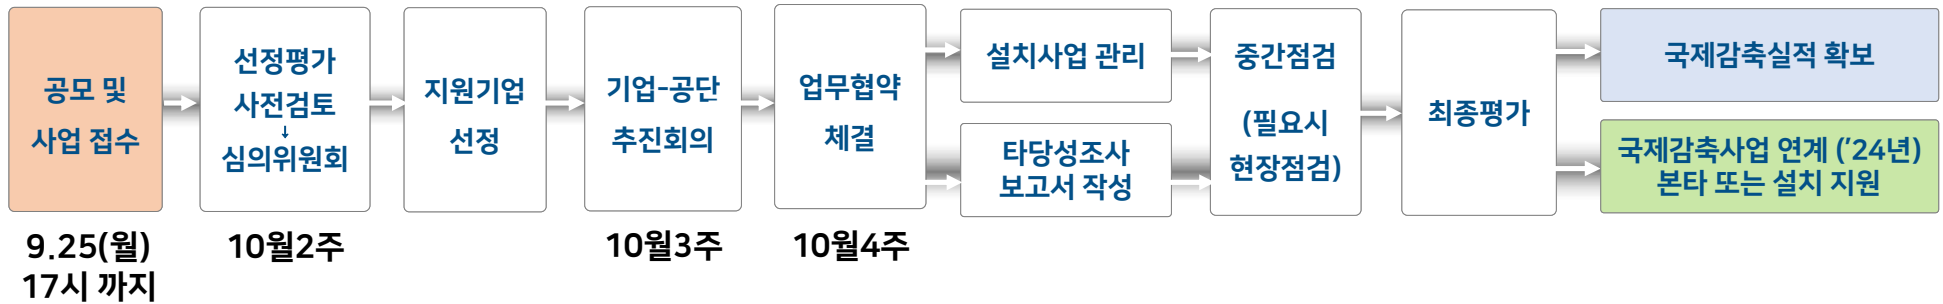 공모 및
사업 접수
9.25(월)
17시 까지
선정평가
사전검토
↓
심의위원회
10월2주
지원기업
선정
기업-공단
추진회의
10월3주
업무협약
체결
10월4주
설치사업 관리
타당성조사
보고서 작성
중간점검
(필요시
현장점검)
최종평가
국제감축실적 확보
국제감축사업 연계 (’24년)
본타 또는 설치 지원